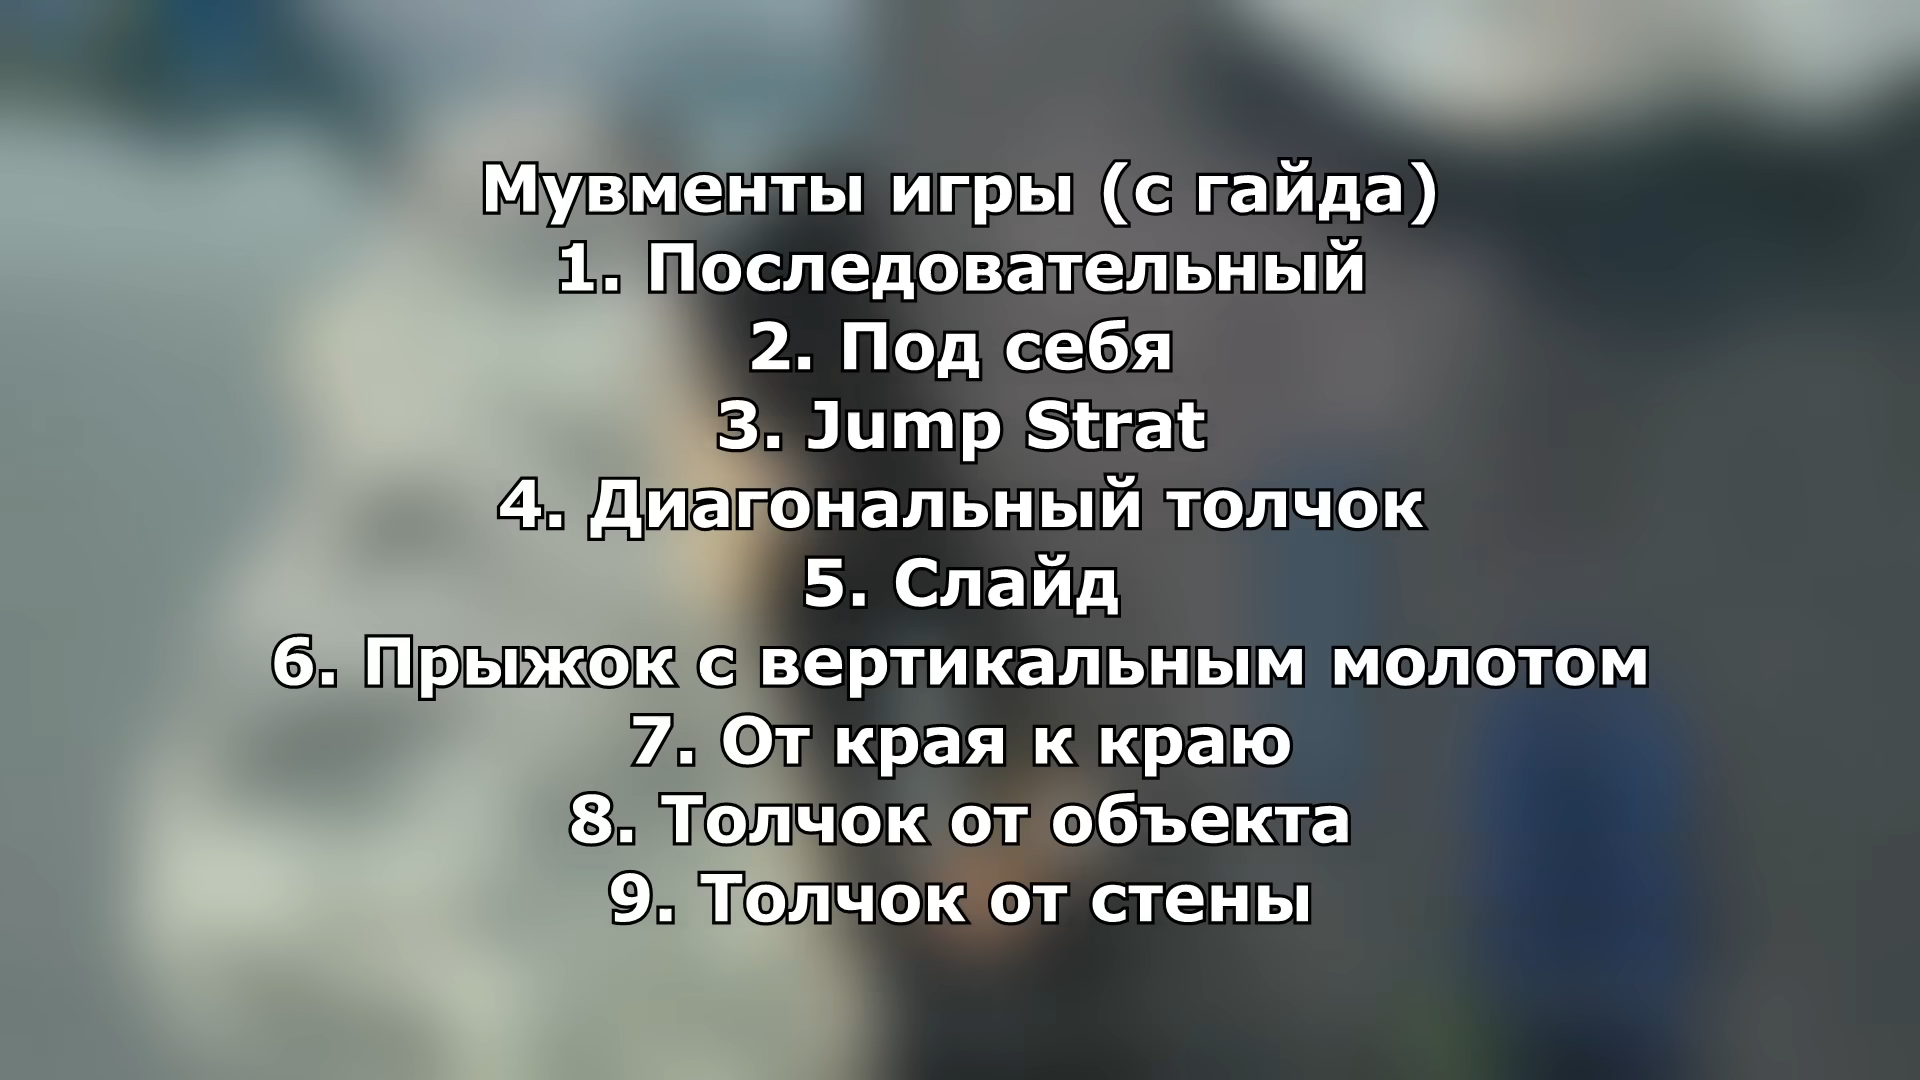 Мувменты игры (с гайда)
1. Последовательный
2. Под себя
3. Jump Strat
4. Диагональный толчок
5. Слайд
6. Прыжок с вертикальным молотом
7. От края к краю
8. Толчок от объекта
9. Толчок от стены